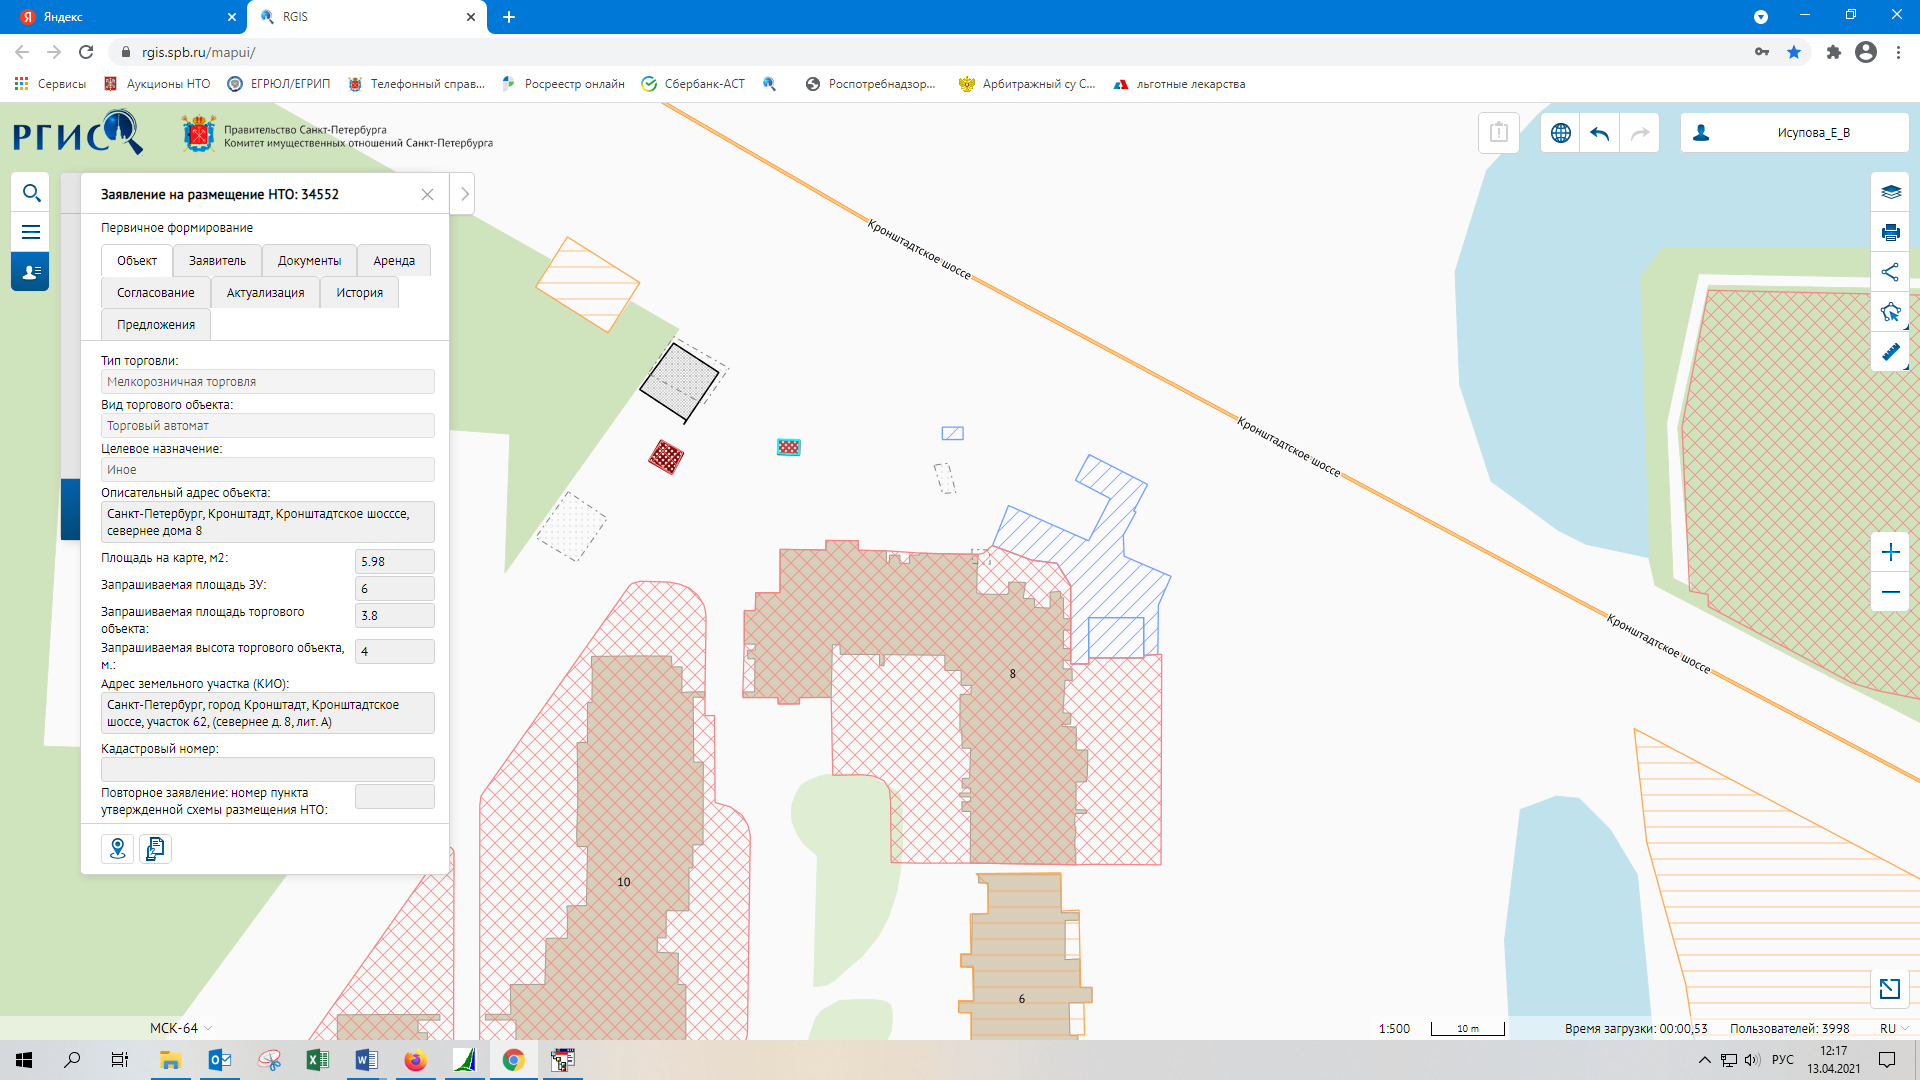 Яндекс
RGIS
rgis.spb.ru/mapui/
Сервисы
Аукционы НТО
ЕГРЮЛ/ЕГРИП
Телефонный справ...
Росреестр онлайн
Сбербанк-АСТ
Роспотребнадзор...
Арбитражный су С...
льготные лекарства
РГИС
Правительство Санкт-Петербурга
Комитет имущественных отношений Санкт-Петербурга
Исупова_Е_В
Заявление на размещение НТО: 34552
Первичное формирование
Объект
Заявитель
Документы
Аренда
Согласование
Актуализация
История
Предложения
Тип торговли:
Мелкорозничная торговля
Вид торгового объекта:
Торговый автомат
Целевое назначение:
Иное
Описательный адрес объекта:
Санкт-Петербург, Кронштадт, Кронштадтское шосссе,
севернее дома 8
Площадь на карте, м2:
5.98
Запрашиваемая площадь ЗУ:
6
Запрашиваемая площадь торгового
объекта:
3.8
Запрашиваемая высота торгового объекта,
м.:
4
Адрес земельного участка (КИО):
Санкт-Петербург, город Кронштадт, Кронштадтское
шоссе, участок 62, (севернее д. 8, лит. А)
Кадастровый номер:
Повторное заявление: номер пункта
утвержденной схемы размещения НТО:
Кронштадтское шоссе
Кронштадтское шоссе
Кронштадтское шоссе
8
10
6
МСК-64
1:500
10 m
Время загрузки: 00:00,53
Пользователей: 3998
RU
РУС
12:17
13.04.2021